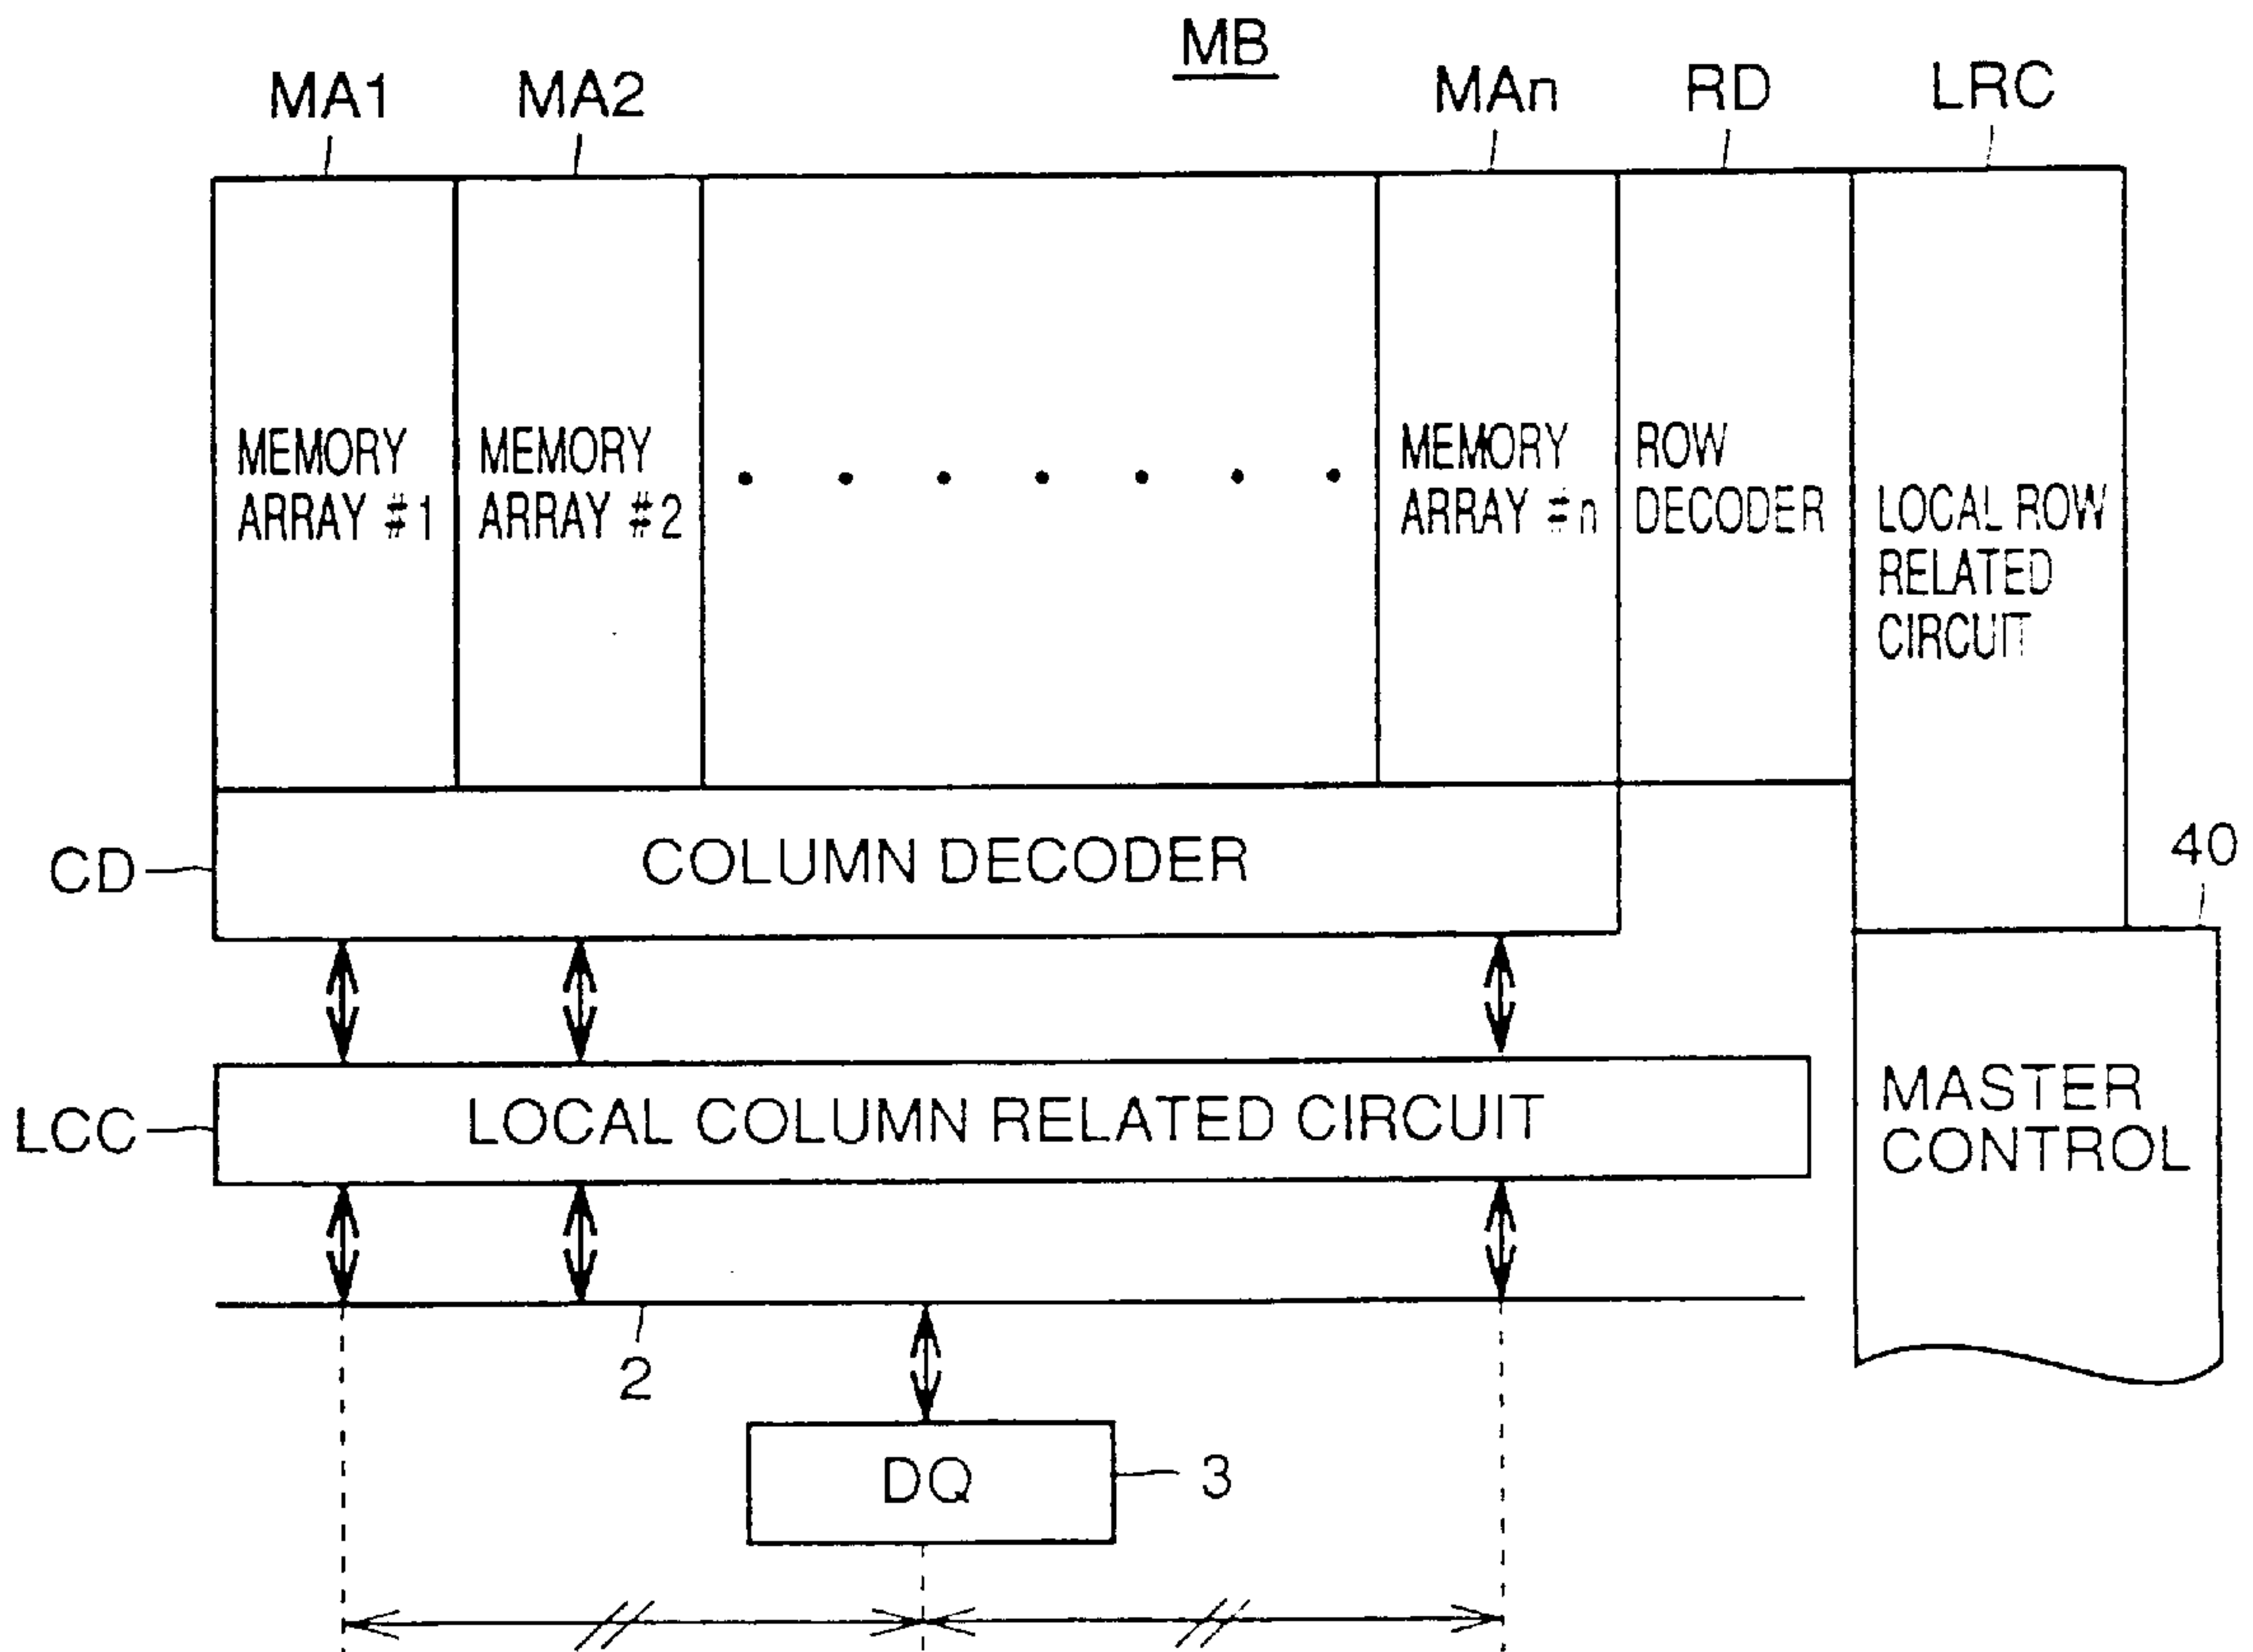 MB
MA1 MA2 MAn RD LRC
MEMORY
ARRAY #1
MEMORY
ARRAY #2
MEMORY
ARRAY #n
ROW
DECODER
LOCAL ROW
RELATED
CIRCUIT
CD
COLUMN DECODER
40
LCC
LOCAL COLUMN RELATED CIRCUIT
MASTER
CONTROL
2
DQ
3